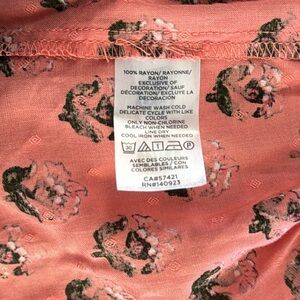 100% RAYON/ RAYONNE/
RAYÓN
EXCLUSIVE OF
DECORATION/ SAUF
DÉCORATION/ EXCLUYE LA
DECORACIÓN
MACHINE WASH COLD
DELICATE CYCLE WITH LIKE
COLORS
ONLY NON-CHLORINE
BLEACH WHEN NEEDED
LINE DRY
COOL IRON WHEN NEEDED
AVEC DES COULEURS
SEMBLABLES / CON
COLORES SIMILARES
CA#57421
RN#140923